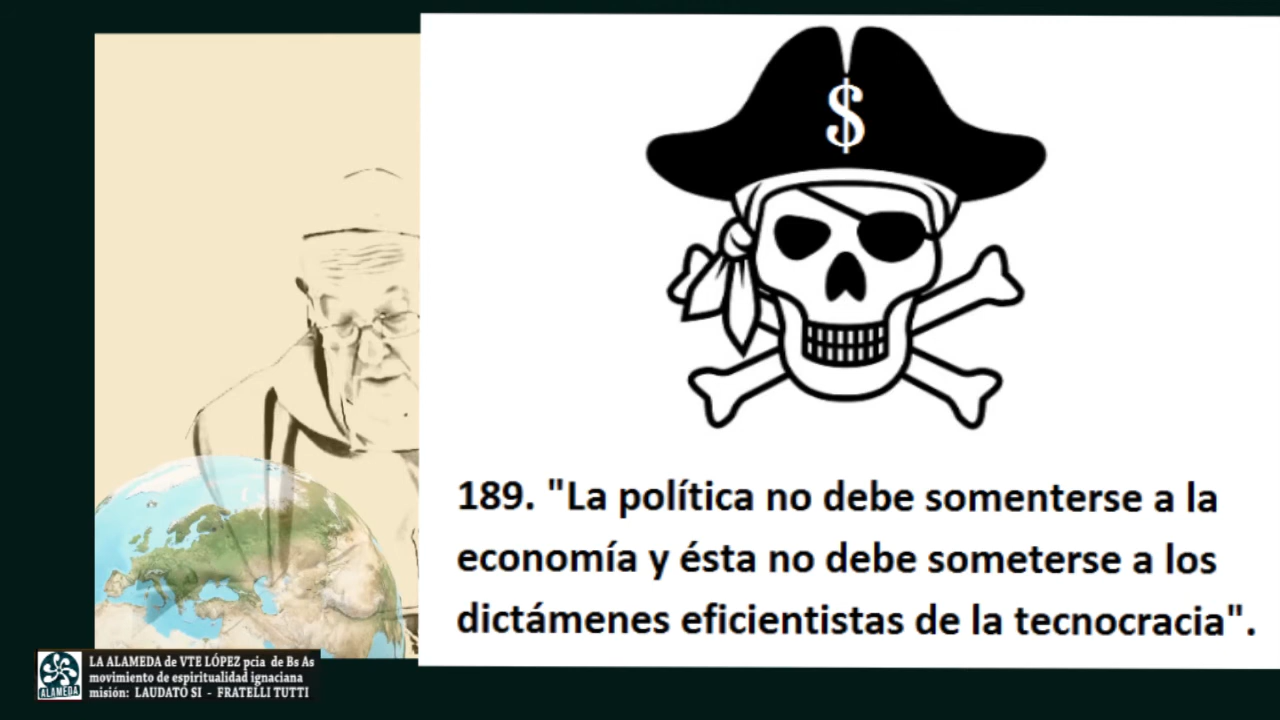 $
189. "La política no debe somenterse a la
economía y ésta no debe someterse a los
dictámenes eficientistas de la tecnocracia".
LA ALAMEDA de VTE LÓPEZ pcia de Bs As
movimiento de espiritualidad ignaciana
misión: LAUDATO SI - FRATELLI TUTTI
ALAMEDA